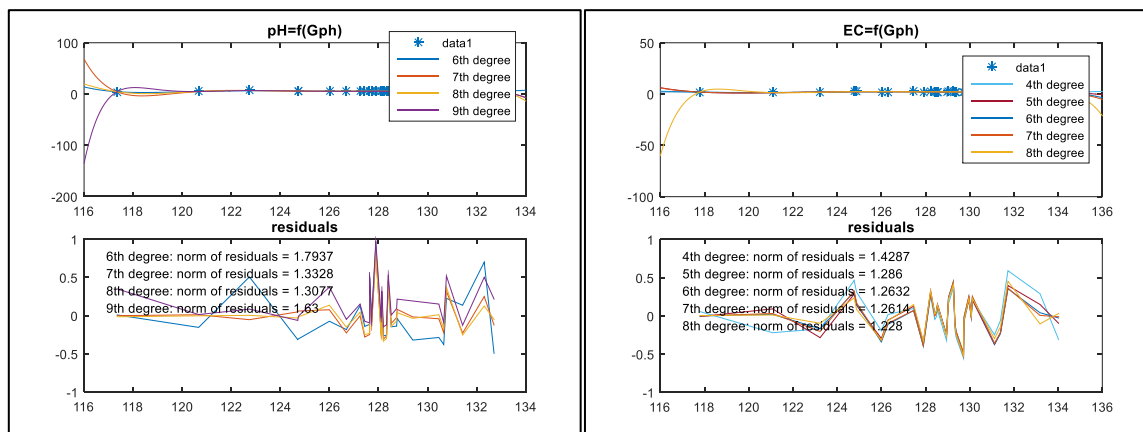 pH=f(Gph)
100
0
-100
-200
data1
6th degree
7th degree
8th degree
9th degree
116 118 120 122 124 126 128 130 132 134
residuals
1
0.5
0
-0.5
-1
6th degree: norm of residuals = 1.7937
7th degree: norm of residuals = 1.3328
8th degree: norm of residuals = 1.3077
9th degree: norm of residuals = 1.63
116 118 120 122 124 126 128 130 132 134
EC=f(Gph)
50
0
-50
-100
data1
4th degree
5th degree
6th degree
7th degree
8th degree
116 118 120 122 124 126 128 130 132 134 136
residuals
1
0.5
0
-0.5
-1
4th degree: norm of residuals = 1.4287
5th degree: norm of residuals = 1.286
6th degree: norm of residuals = 1.2632
7th degree: norm of residuals = 1.2614
8th degree: norm of residuals = 1.228
116 118 120 122 124 126 128 130 132 134 136